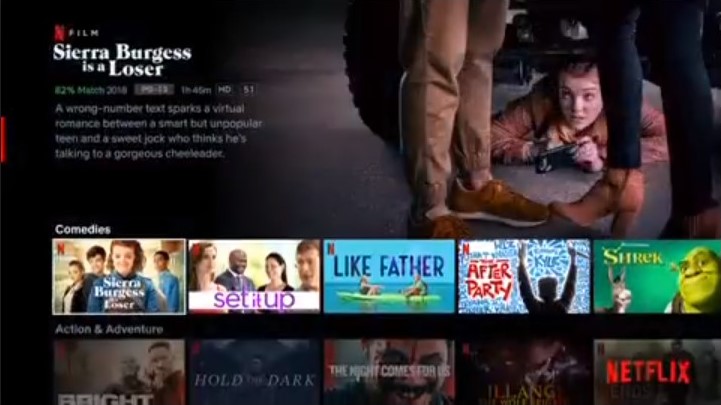 N FILM
Sierra Burgess
is a Loser
82% Match 2018 PG-13 1h 46m HD 5.1
A wrong-number text sparks a virtual
romance between a smart but unpopular
teen and a sweet jock who thinks he's
talking to a gorgeous cheeleader.
Comedies
Sierra
Burgess
Loser
set it up
LIKE FATHER
AFTER
PARTY
SHREK
Action & Adventure
BRIGHT
HOLD THE DARK
THE NIGHT COMES FOR US
ILLANG
NETFLIX